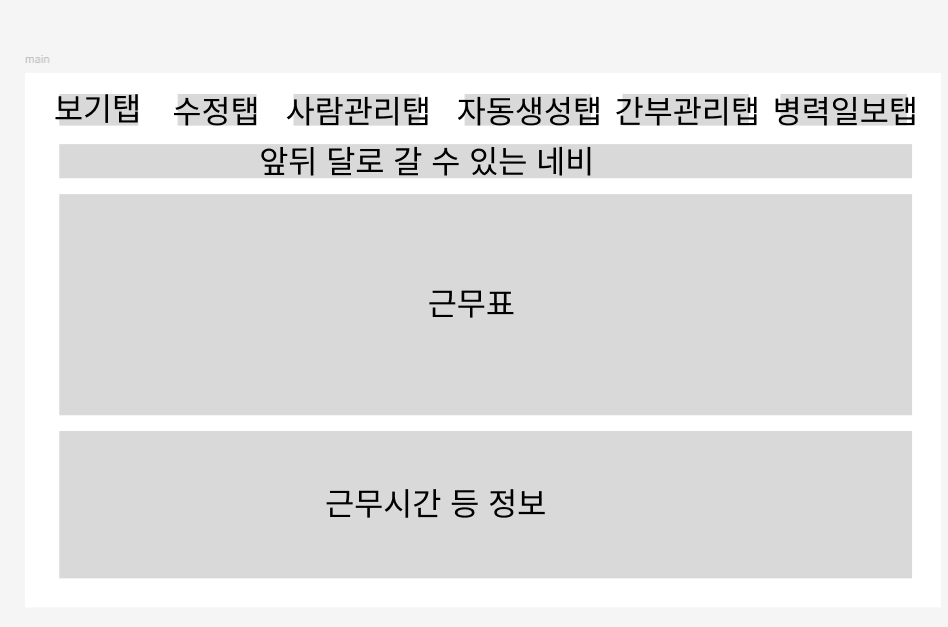 main
보기탭 수정탭 사람관리탭 자동생성탭 간부관리탭 병력일보탭
앞뒤 달로 갈 수 있는 네비
근무표
근무시간 등 정보